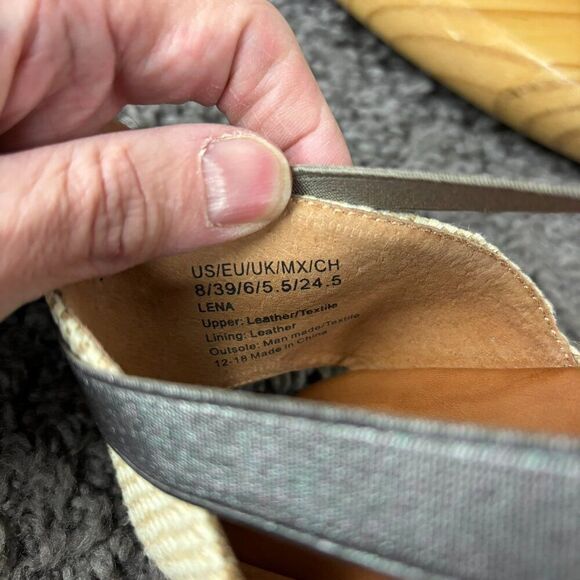 US/EU/UK/MX/CH
8/39/6/5.5/24.5
LENA
Upper: Leather/Textile
Lining: Leather
Outsole: Man made/Textile
12-18 Made in China